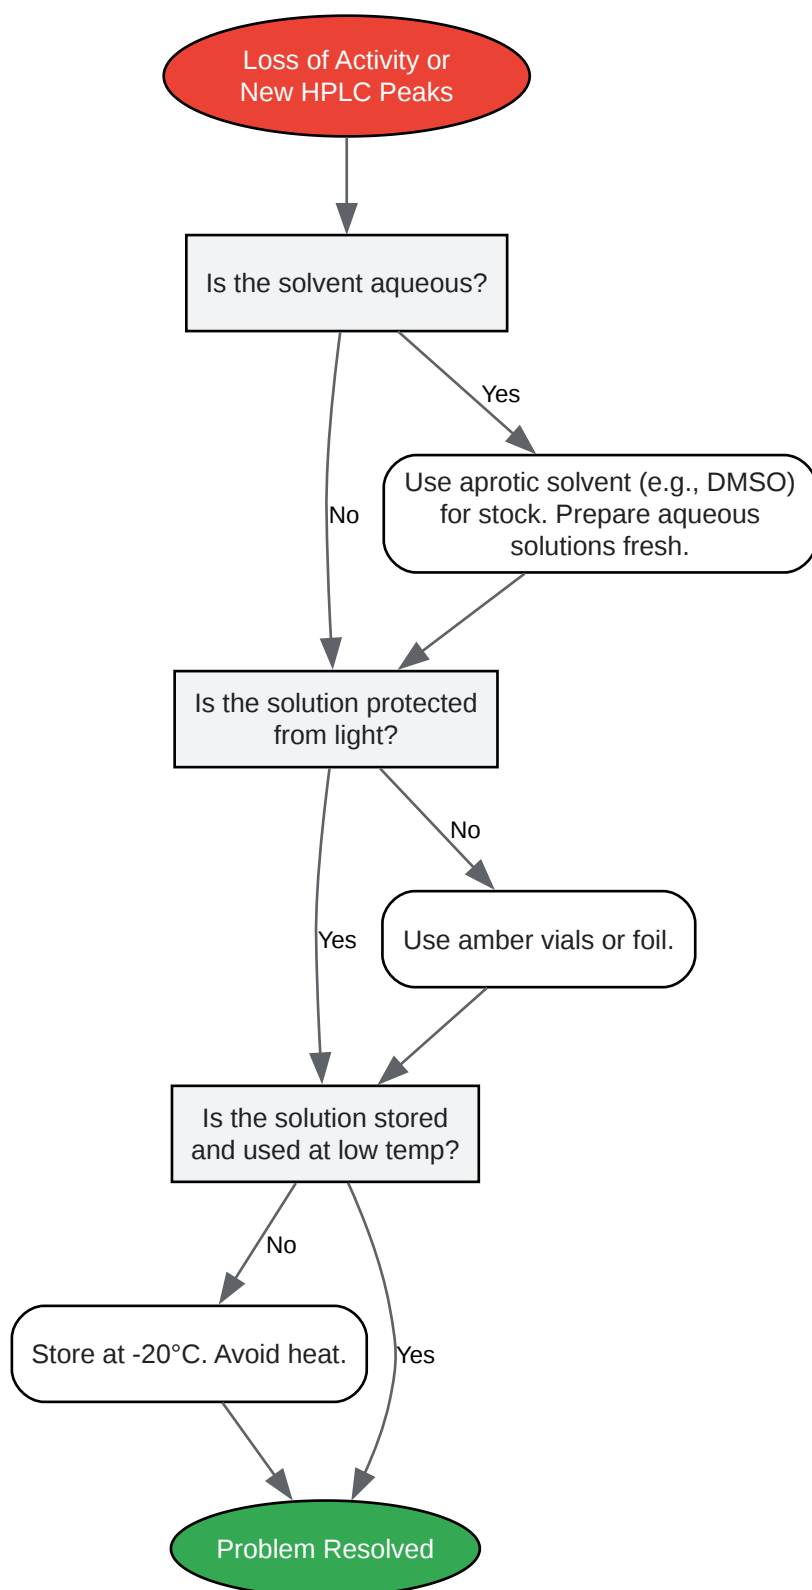 Loss of Activity or
New HPLC Peaks
Is the solvent aqueous?
Yes
Use aprotic solvent (e.g., DMSO)
for stock. Prepare aqueous
solutions fresh.
No
Is the solution protected
from light?
No
Use amber vials or foil.
Yes
Is the solution stored
and used at low temp?
No
Store at -20°C. Avoid heat.
Yes
Problem Resolved